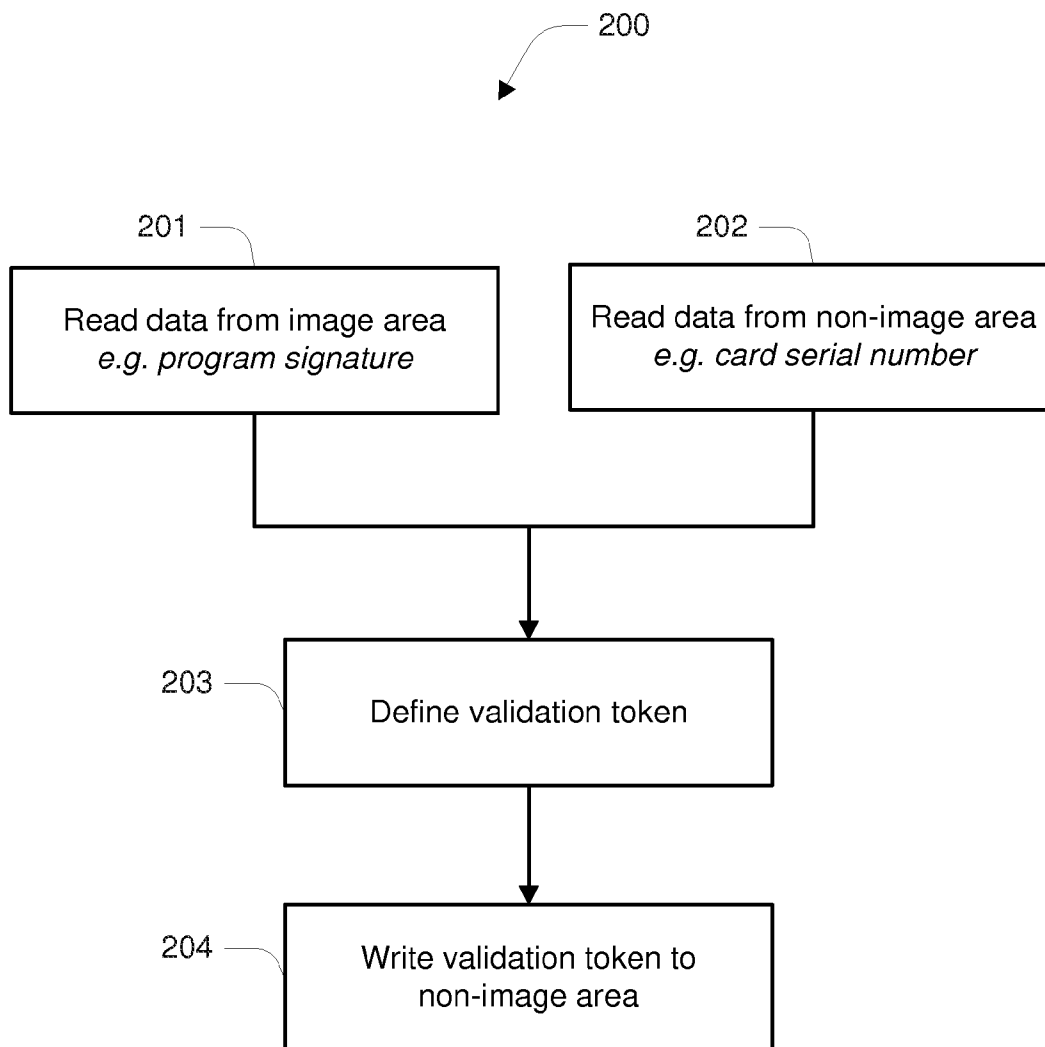 200
201
202
Read data from image area
e.g. program signature
Read data from non-image area
e.g. card serial number
203
Define validation token
204
Write validation token to
non-image area